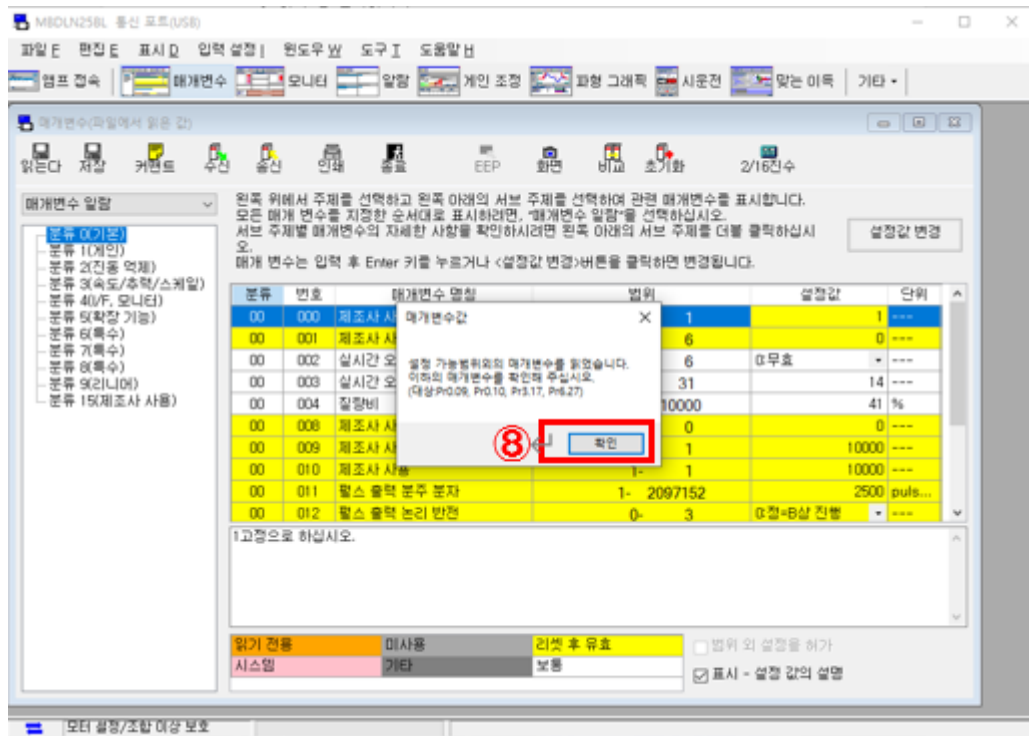 MBDLN25BL 통신 포트(USB)
파일 F 편집 E 표시 D 입력 설정 I 윈도우 W 도구 T 도움말 H
앰프 접속 매개변수 모니터 알람 게인 조정 파형 그래픽 시운전 맞는 이득 기타
매개변수(파일에서 읽은 값)
읽는다 저장 커멘트 수신 송신 인쇄 종료 EEP 화면 비교 초기화 2/16진수
매개변수 일람
분류 0(기본)
분류 1(게인)
분류 2(진동 억제)
분류 3(속도/추력/스케일)
분류 4(I/F, 모니터)
분류 5(확장 기능)
분류 6(특수)
분류 7(특수)
분류 8(특수)
분류 9(리니어)
분류 15(제조사 사용)
왼쪽 위에서 주제를 선택하고 왼쪽 아래의 서브 주제를 선택하여 관련 매개변수를 표시합니다.
모든 매개 변수를 지정한 순서대로 표시하려면, "매개변수 일람"을 선택하십시오.
서브 주제별 매개변수의 자세한 사항을 확인하시려면 왼쪽 아래의 서브 주제를 더블 클릭하십시
오.
매개 변수는 입력 후 Enter 키를 누르거나 <설정값 변경>버튼을 클릭하면 변경됩니다.
설정값 변경
분류 번호 매개변수 명칭 범위 설정값 단위
00 000 제조사 사 1 1 ---
00 001 제조사 사 6 0 ---
00 002 실시간 오 6 0:무효 ---
00 003 실시간 오 31 14 ---
00 004 질량비 10000 41 %
00 008 제조사 사 0 0 ---
00 009 제조사 사 1 10000 ---
00 010 제조사 사용 1- 1 10000 ---
00 011 펄스 출력 분주 분자 1- 2097152 2500 puls...
00 012 펄스 출력 논리 반전 0- 3 0:정=B상 진행 ---
매개변수값
설정 가능범위외의 매개변수를 읽었습니다.
이하의 매개변수를 확인해 주십시오.
(대상:Pr0.09, Pr0.10, Pr3.17, Pr6.27)
⑧ 확인
1고정으로 하십시오.
읽기 전용 미사용 리셋 후 유효
시스템 기타 보통
범위 외 설정을 허가
표시 - 설정 값의 설명
모터 설정/조합 이상 보호